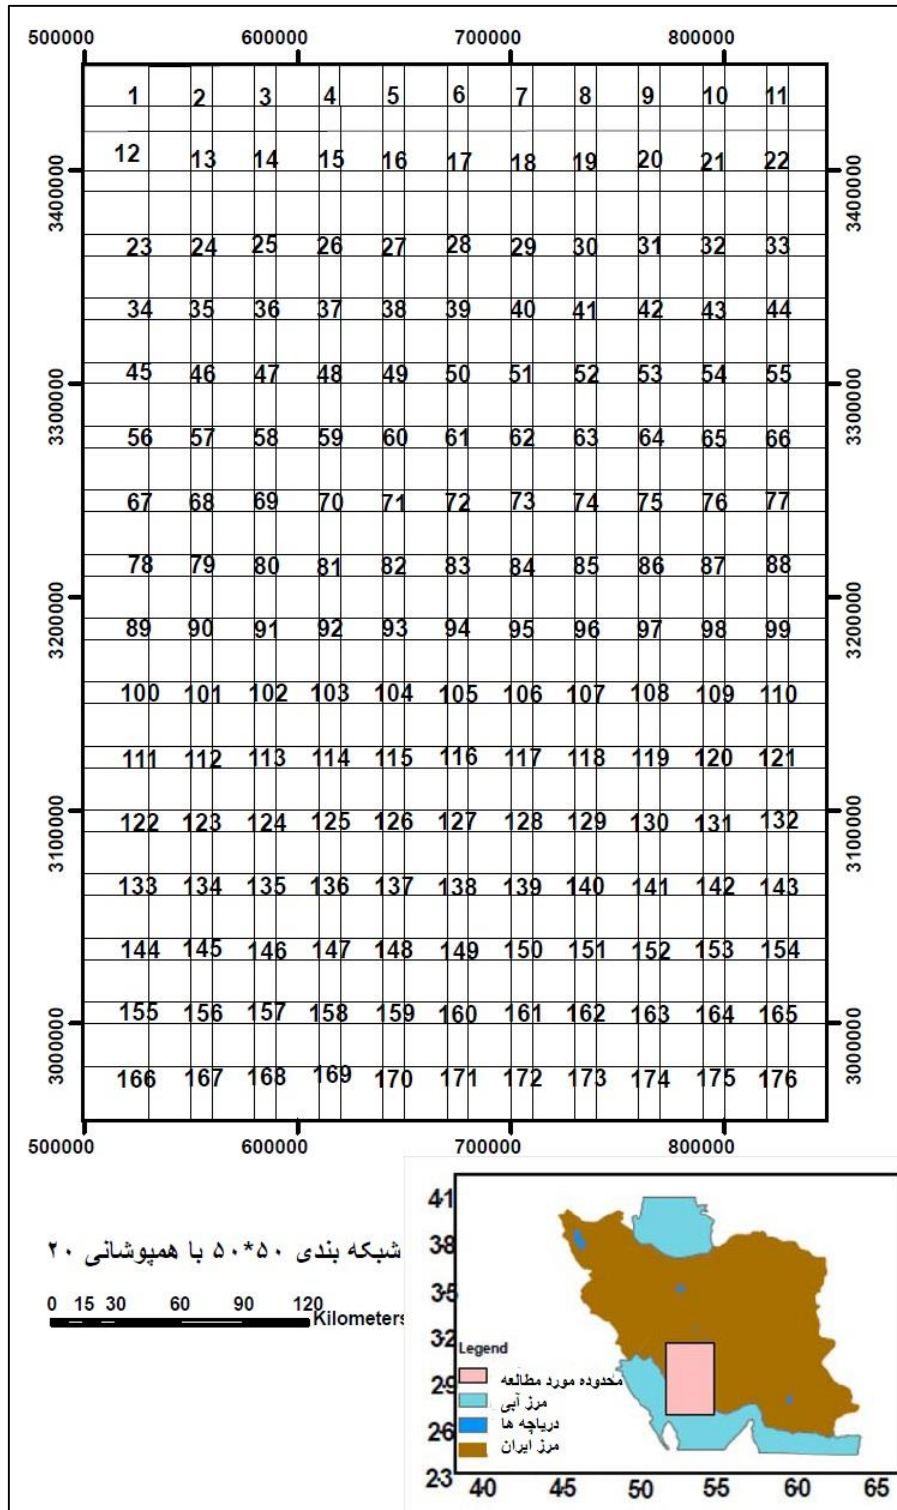 500000 600000 700000 800000
1 2 3 4 5 6 7 8 9 10 11
12 13 14 15 16 17 18 19 20 21 22
3400000 3400000
23 24 25 26 27 28 29 30 31 32 33
34 35 36 37 38 39 40 41 42 43 44
45 46 47 48 49 50 51 52 53 54 55
3300000 3300000
56 57 58 59 60 61 62 63 64 65 66
67 68 69 70 71 72 73 74 75 76 77
78 79 80 81 82 83 84 85 86 87 88
3200000 3200000
89 90 91 92 93 94 95 96 97 98 99
100 101 102 103 104 105 106 107 108 109 110
111 112 113 114 115 116 117 118 119 120 121
3100000 3100000
122 123 124 125 126 127 128 129 130 131 132
133 134 135 136 137 138 139 140 141 142 143
144 145 146 147 148 149 150 151 152 153 154
155 156 157 158 159 160 161 162 163 164 165
3000000 3000000
166 167 168 169 170 171 172 173 174 175 176
500000 600000 700000 800000
شبکه بندی ۵۰*۵۰ با همپوشانی ۲۰
0 15 30 60 90 120
Kilometers
41
38
35
32
29
26
23
40 45 50 55 60 65
Legend
محدوده مورد مطالعه
مرز آبی
دریاچه ها
مرز ایران